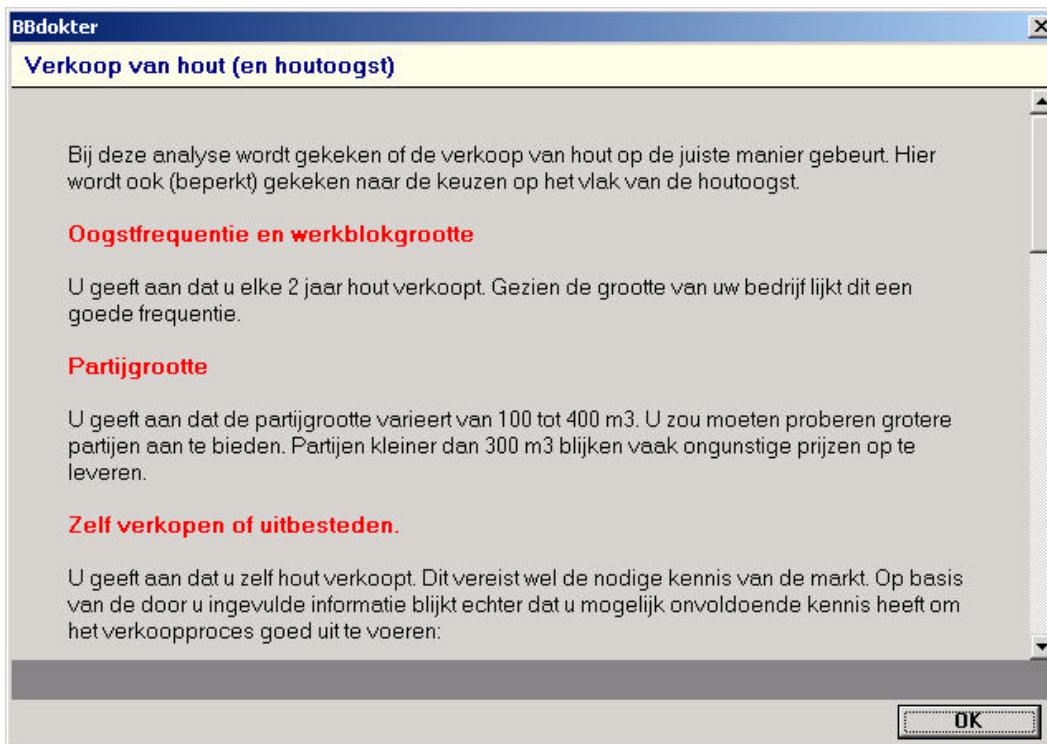 BBdokter
Verkoop van hout (en houtoogst)
Bij deze analyse wordt gekeken of de verkoop van hout op de juiste manier gebeurt. Hier
wordt ook (beperkt) gekeken naar de keuzen op het vlak van de houtoogst.
Oogstfrequentie en werkblokgrootte
U geeft aan dat u elke 2 jaar hout verkoopt. Gezien de grootte van uw bedrijf lijkt dit een
goede frequentie.
Partijgrootte
U geeft aan dat de partijgrootte varieert van 100 tot 400 m3. U zou moeten proberen grotere
partijen aan te bieden. Partijen kleiner dan 300 m3 blijken vaak ongunstige prijzen op te
leveren.
Zelf verkopen of uitbesteden.
U geeft aan dat u zelf hout verkoopt. Dit vereist wel de nodige kennis van de markt. Op basis
van de door u ingevulde informatie blijkt echter dat u mogelijk onvoldoende kennis heeft om
het verkoopproces goed uit te voeren:
OK